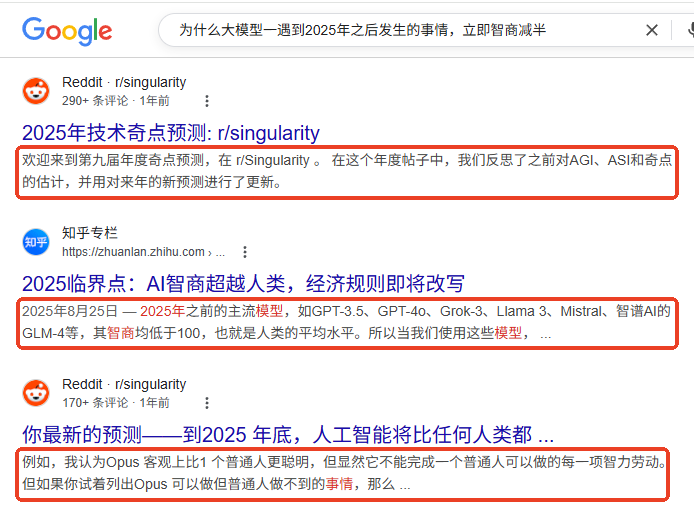 Google
为什么大模型一遇到2025年之后发生的事情，立即智商减半
Reddit · r/singularity
290+ 条评论 · 1年前
2025年技术奇点预测: r/singularity
欢迎来到第九届年度奇点预测，在 r/Singularity 。 在这个年度帖子中，我们反思了之前对AGI、ASI和奇点
的估计，并用对来年的新预测进行了更新。
知乎
知乎专栏
https://zhuanlan.zhihu.com › ...
2025临界点：AI智商超越人类，经济规则即将改写
2025年8月25日 — 2025年之前的主流模型，如GPT-3.5、GPT-4o、Grok-3、Llama 3、Mistral、智谱AI的
GLM-4等，其智商均低于100，也就是人类的平均水平。所以当我们使用这些模型， ...
Reddit · r/singularity
170+ 条评论 · 1年前
你最新的预测——到2025 年底，人工智能将比任何人类都 ...
例如，我认为Opus 客观上比1 个普通人更聪明，但显然它不能完成一个普通人可以做的每一项智力劳动。
但如果你试着列出Opus 可以做但普通人做不到的事情，那么 ...